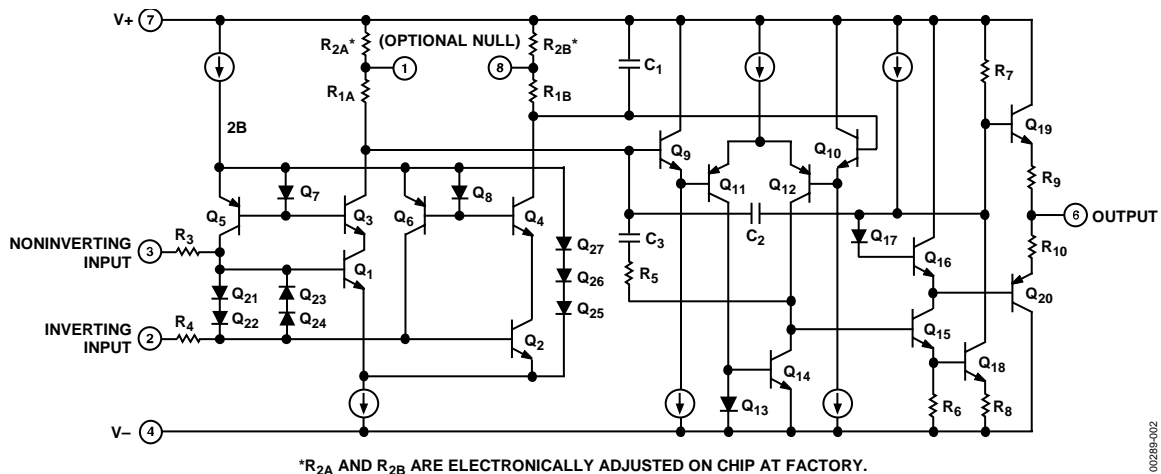 V+ 7
R2A*
(OPTIONAL NULL)
R2B*
1
8
R1A
R1B
C1
R7
2B
Q19
Q9
Q10
Q11
Q12
Q7
Q8
Q5
Q3
Q6
Q4
R9
6 OUTPUT
NONINVERTING
INPUT
3
R3
C3
C2
Q17
Q16
R10
Q27
Q1
Q26
R5
Q20
Q21
Q23
Q22
Q24
Q25
INVERTING
INPUT
2
R4
Q2
Q15
Q14
Q18
Q13
R6
R8
V– 4
*R2A AND R2B ARE ELECTRONICALLY ADJUSTED ON CHIP AT FACTORY.
00289-002